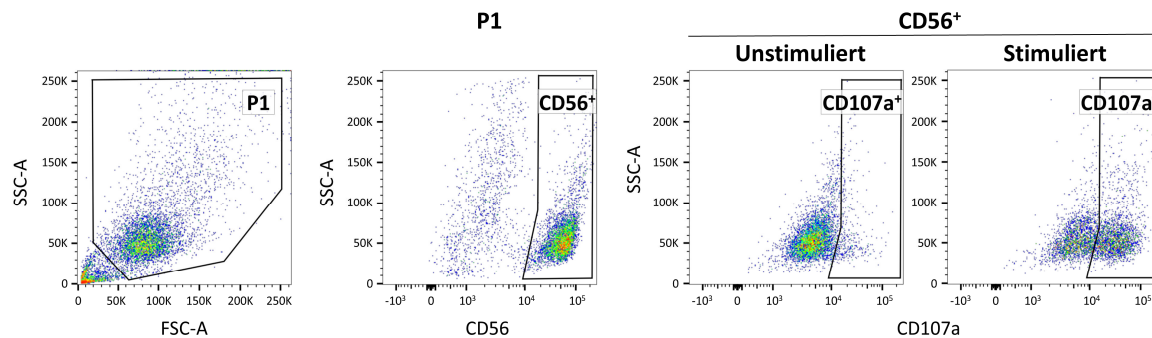 P1
CD56⁺
Unstimuliert
Stimuliert
250K
200K
150K
100K
50K
0
SSC-A
P1
0
50K
100K
150K
200K
250K
FSC-A
250K
200K
150K
100K
50K
0
SSC-A
CD56⁺
-10³
0
10³
10⁴
10⁵
CD56
250K
200K
150K
100K
50K
0
SSC-A
CD107a⁺
-10³
0
10³
10⁴
10⁵
250K
200K
150K
100K
50K
0
CD107a
-10³
0
10³
10⁴
10⁵
CD107a